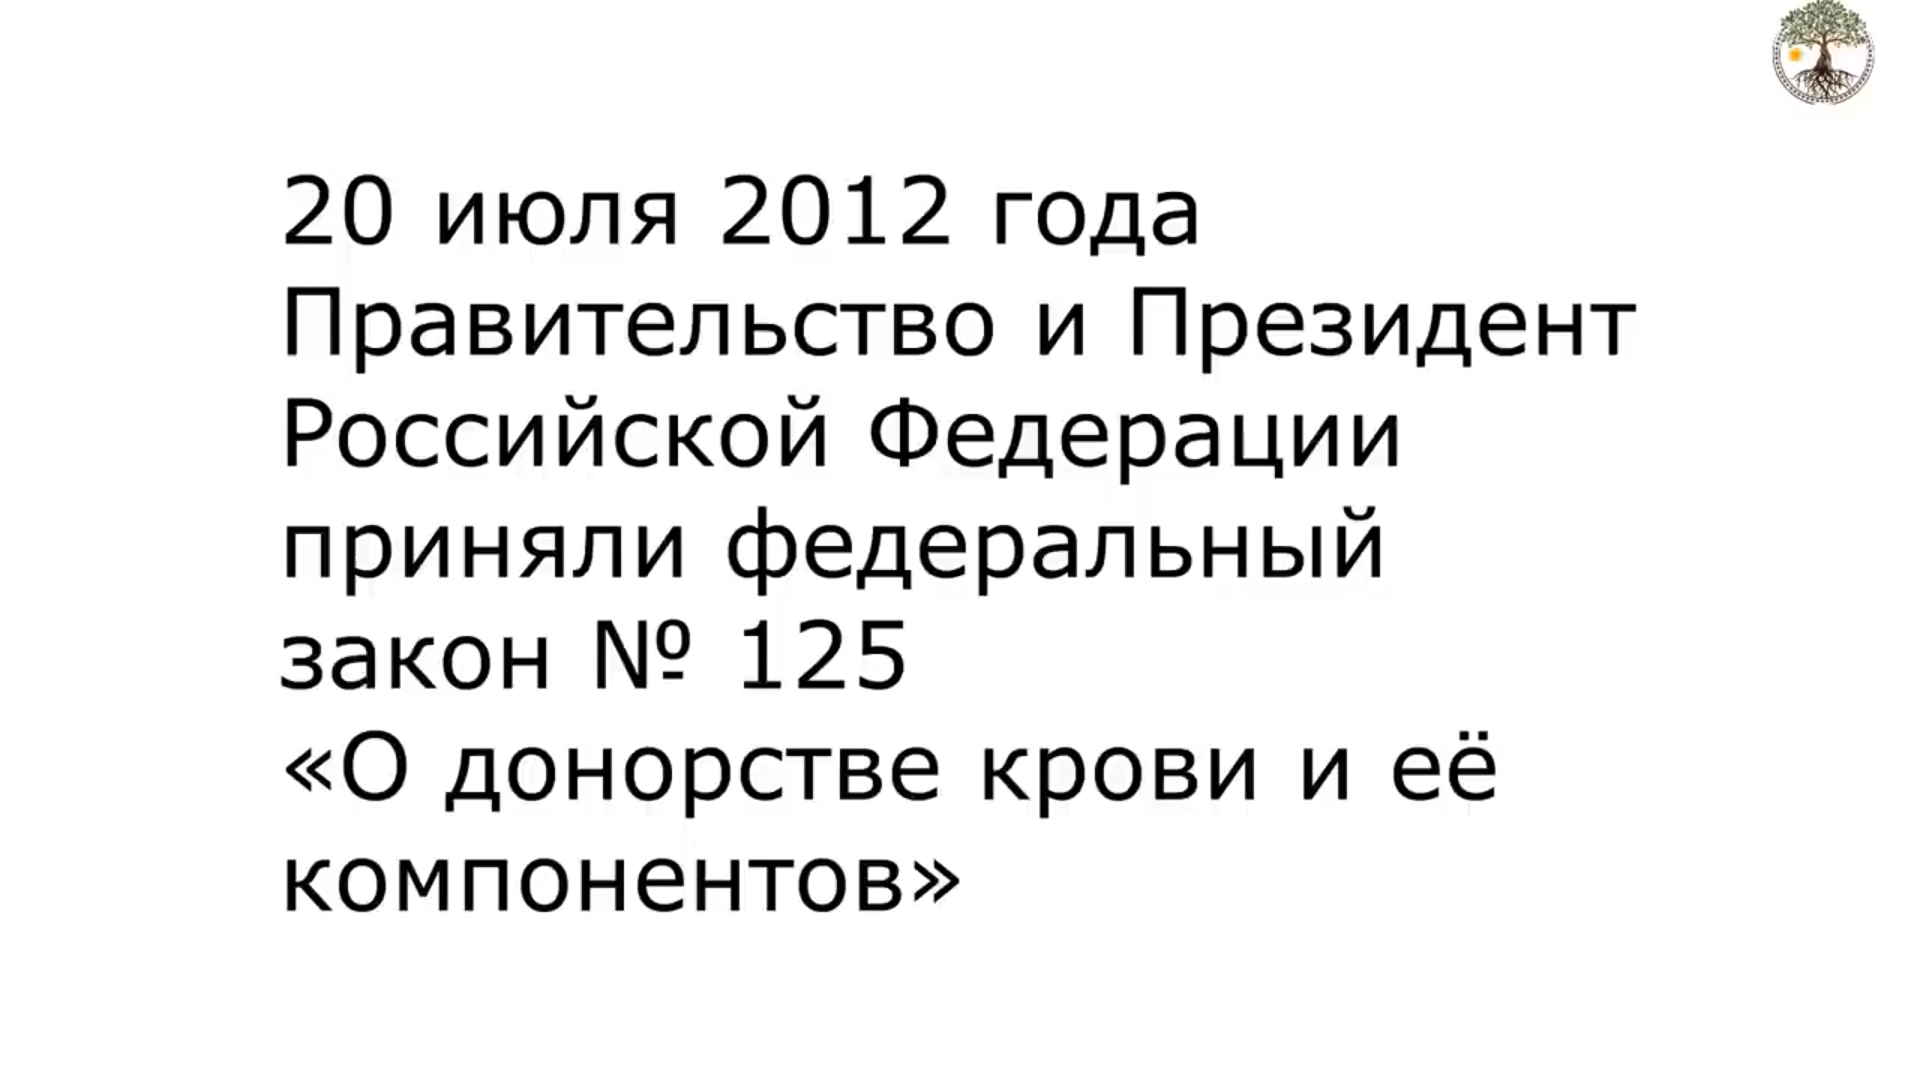 20 июля 2012 года
Правительство и Президент
Российской Федерации
приняли федеральный
закон № 125
«О донорстве крови и её
компонентов»